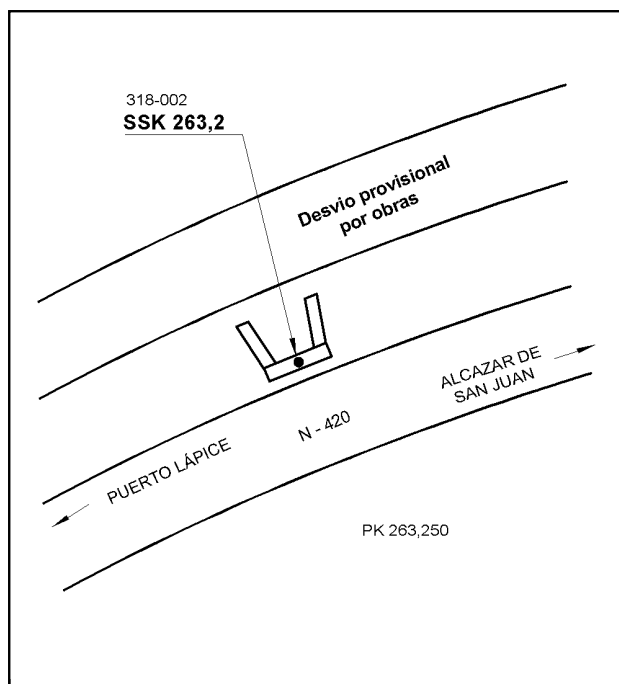 318-002
SSK 263,2
Desvio provisional
por obras
ALCAZAR DE
SAN JUAN
N - 420
PUERTO LÁPICE
PK 263,250